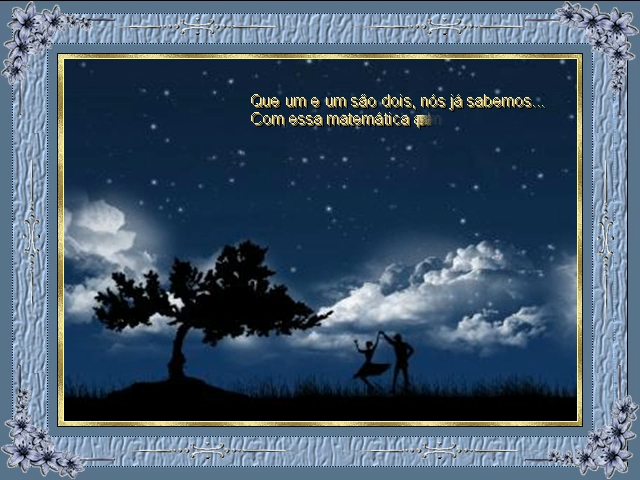 Que um e um são dois, nós já sabemos...
Com essa matemática